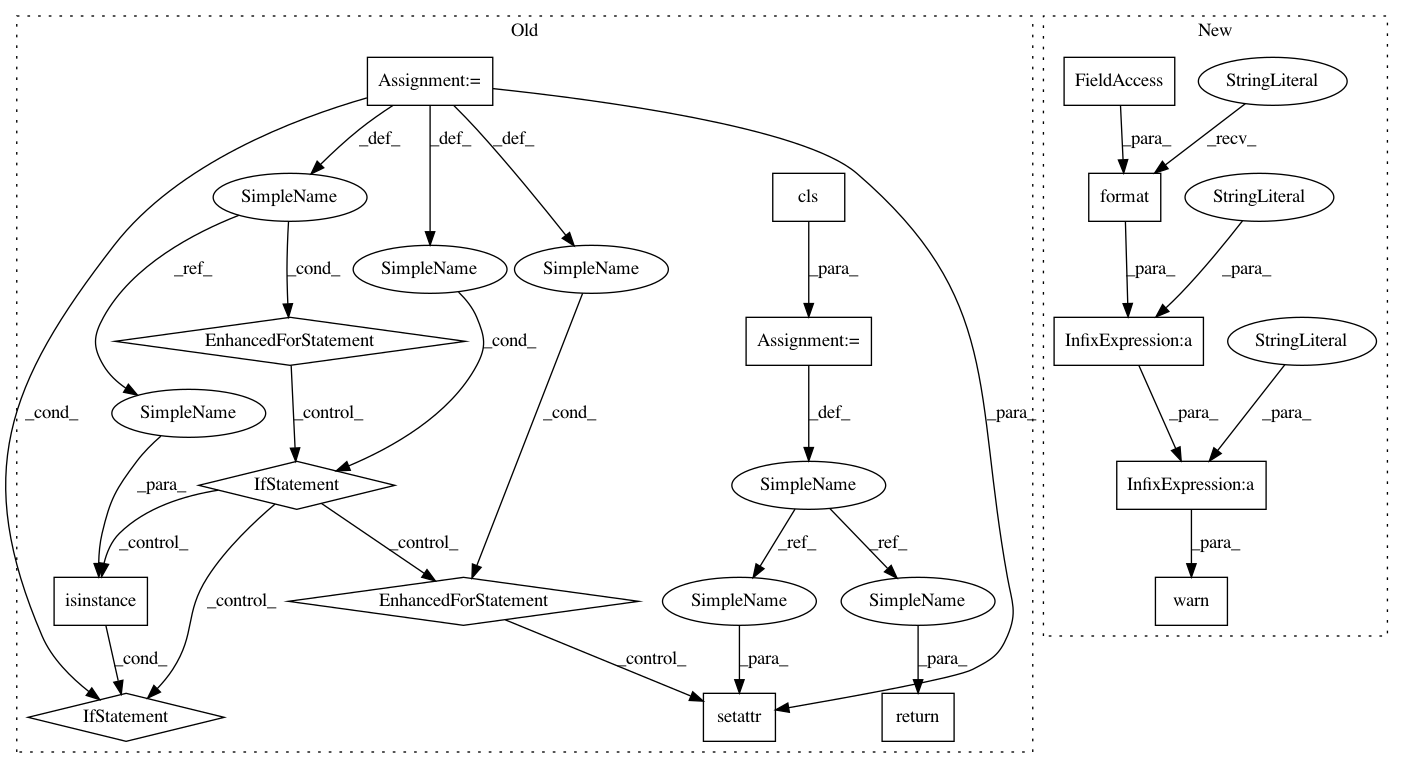 Old
New
Assignment:=
FieldAccess
StringLiteral
_def_
_def_
_def_
_para_
_recv_
SimpleName
cls
format
StringLiteral
_ref_
_cond_
SimpleName
SimpleName
_para_
_para_
_para_
EnhancedForStatement
_cond_
Assignment:=
InfixExpression:a
StringLiteral
_cond_
SimpleName
_control_
_cond_
_def_
_para_
_para_
_para_
_para_
IfStatement
SimpleName
InfixExpression:a
_control_
_control_
_ref_
_ref_
_para_
isinstance
_control_
EnhancedForStatement
SimpleName
SimpleName
warn
_cond_
_control_
_para_
_para_
IfStatement
setattr
return